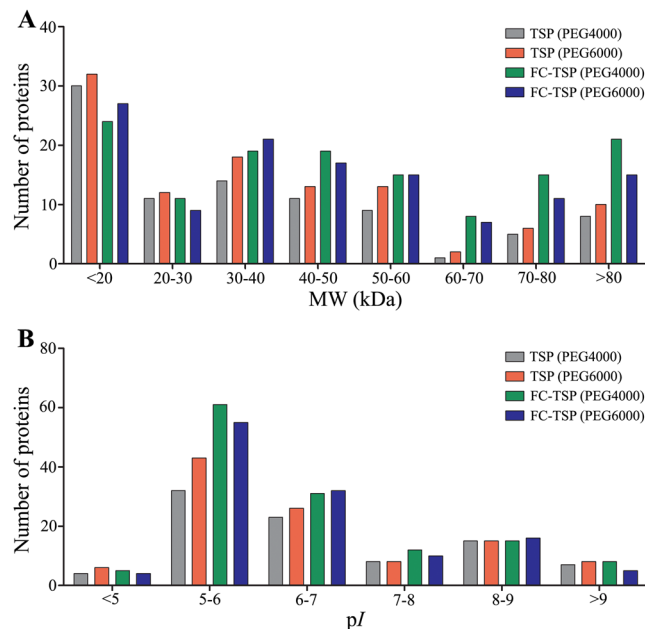 A
Number of proteins
40
30
20
10
0
TSP (PEG4000)
TSP (PEG6000)
FC-TSP (PEG4000)
FC-TSP (PEG6000)
<20 20-30 30-40 40-50 50-60 60-70 70-80 >80
MW (kDa)
B
Number of proteins
80
60
40
20
0
TSP (PEG4000)
TSP (PEG6000)
FC-TSP (PEG4000)
FC-TSP (PEG6000)
<5 5-6 6-7 7-8 8-9 >9
pI